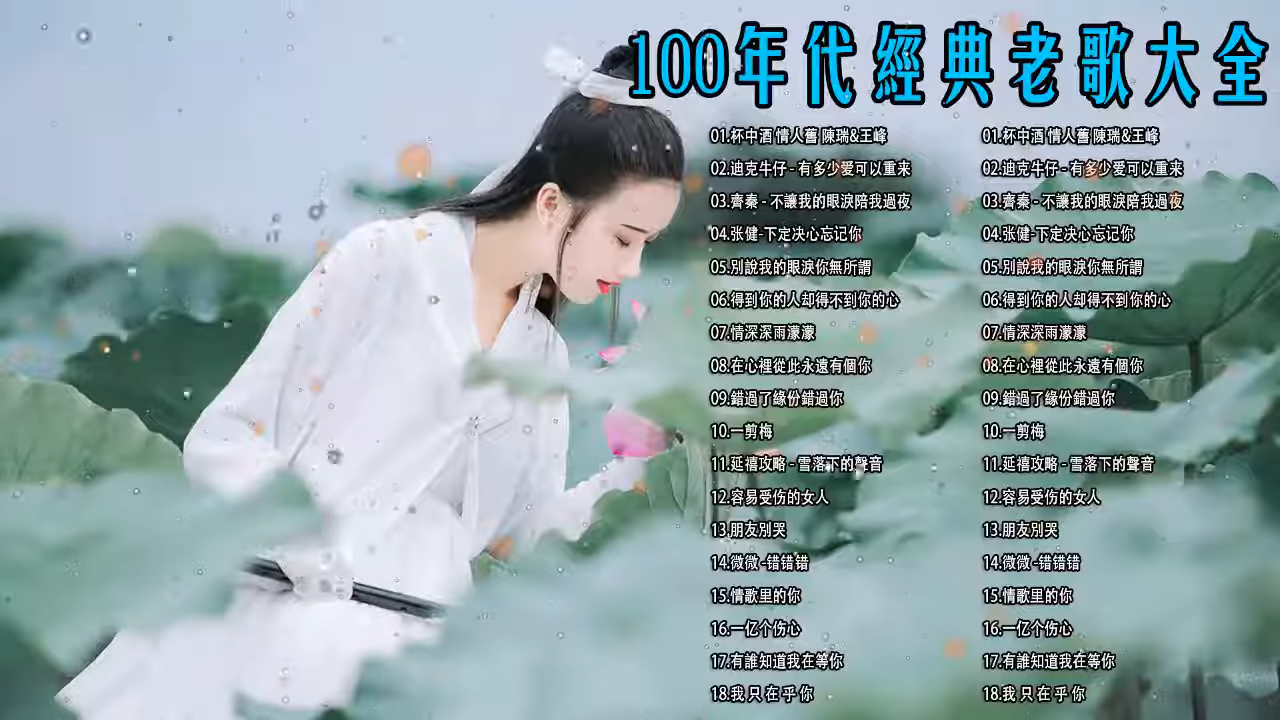 100年代經典老歌大全
01.杯中酒 情人舊 陳瑞&王峰
02.迪克牛仔 - 有多少爱可以重来
03.齊秦 - 不讓我的眼淚陪我過夜
04.张健-下定决心忘记你
05.別說我的眼淚你無所謂
06.得到你的人却得不到你的心
07.情深深雨濛濛
08.在心裡從此永遠有個你
09.錯過了緣份錯過你
10.一剪梅
11.延禧攻略 - 雪落下的聲音
12.容易受伤的女人
13.朋友別哭
14.微微 -错错错
15.情歌里的你
16.一亿个伤心
17.有誰知道我在等你
18.我 只 在 乎 你
01.杯中酒 情人舊 陳瑞&王峰
02.迪克牛仔 - 有多少爱可以重来
03.齊秦 - 不讓我的眼淚陪我過夜
04.张健-下定决心忘记你
05.別說我的眼淚你無所謂
06.得到你的人却得不到你的心
07.情深深雨濛濛
08.在心裡從此永遠有個你
09.錯過了緣份錯過你
10.一剪梅
11.延禧攻略 - 雪落下的聲音
12.容易受伤的女人
13.朋友別哭
14.微微 -错错错
15.情歌里的你
16.一亿个伤心
17.有誰知道我在等你
18.我 只 在 乎 你